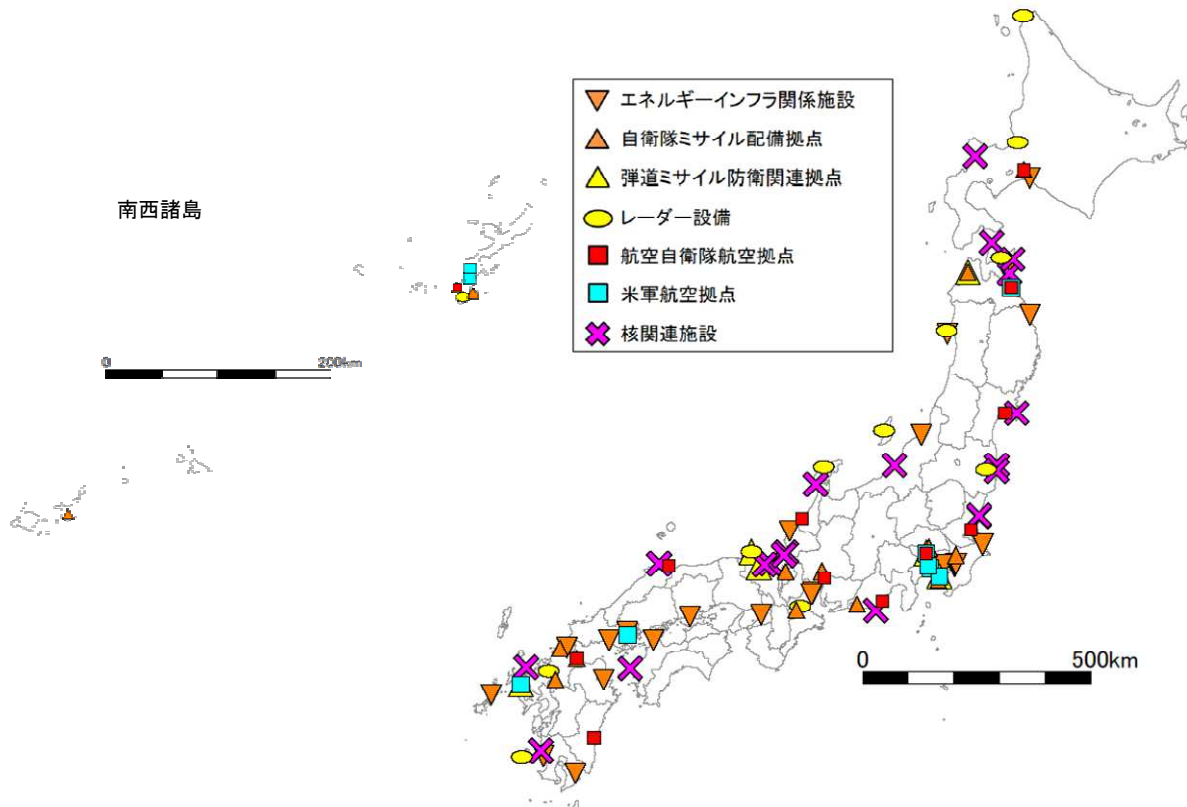 エネルギーインフラ関係施設
自衛隊ミサイル配備拠点
弾道ミサイル防衛関連拠点
レーダー設備
航空自衛隊航空拠点
米軍航空拠点
核関連施設
南西諸島
0 200km
0 500km